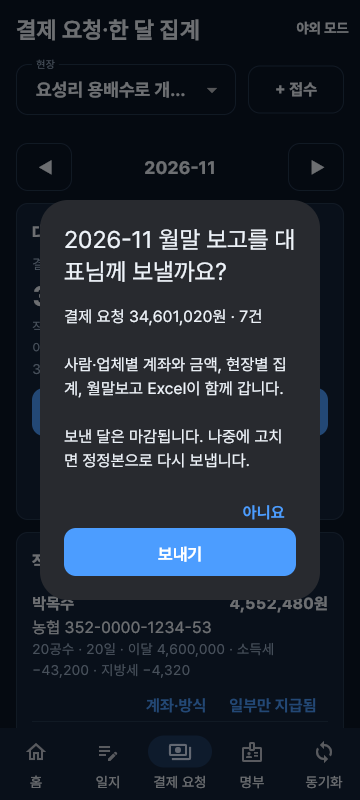 결제 요청·한 달 집계
야외 모드
현장
요성리 용배수로 개...
+ 접수
◀
2026-11
▶
2026-11 월말 보고를 대
표님께 보낼까요?
결제 요청 34,601,020원 · 7건
사람·업체별 계좌와 금액, 현장별 집
계, 월말보고 Excel이 함께 갑니다.
보낸 달은 마감됩니다. 나중에 고치
면 정정본으로 다시 보냅니다.
아니요
보내기
박목수
4,552,480원
농협 352-0000-1234-53
20공수 · 20일 · 이달 4,600,000 · 소득세
−43,200 · 지방세 −4,320
계좌·방식
일부만 지급됨
홈
일지
결제 요청
명부
동기화